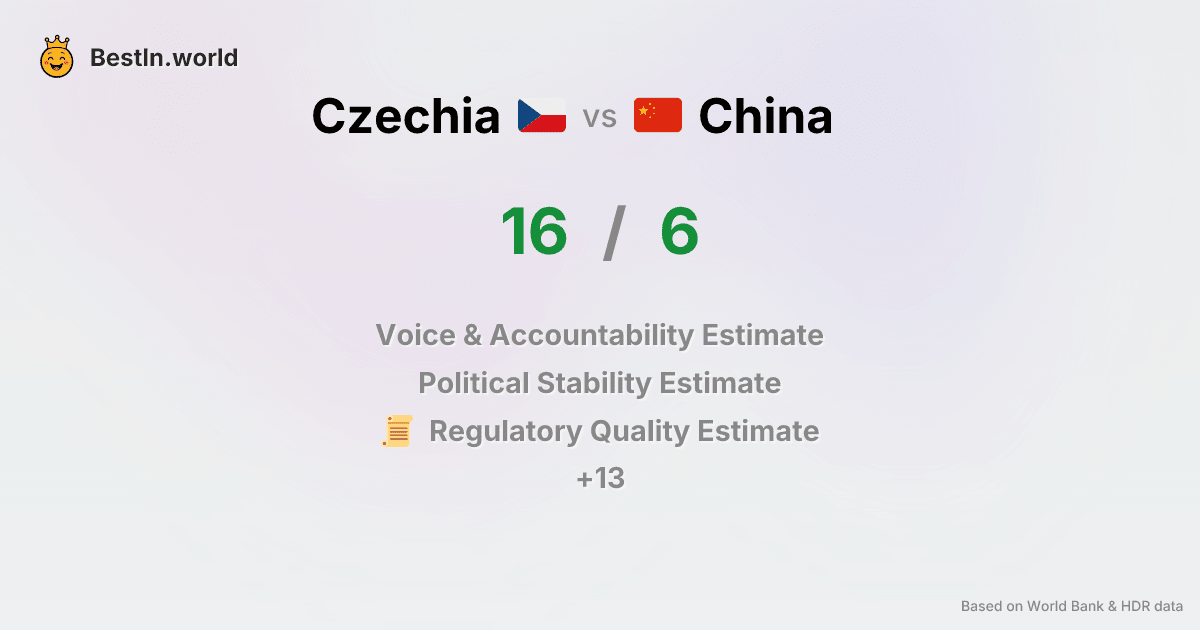 BestIn.world
Czechia vs China
16 / 6
Voice & Accountability Estimate
Political Stability Estimate
Regulatory Quality Estimate
+13
Based on World Bank & HDR data